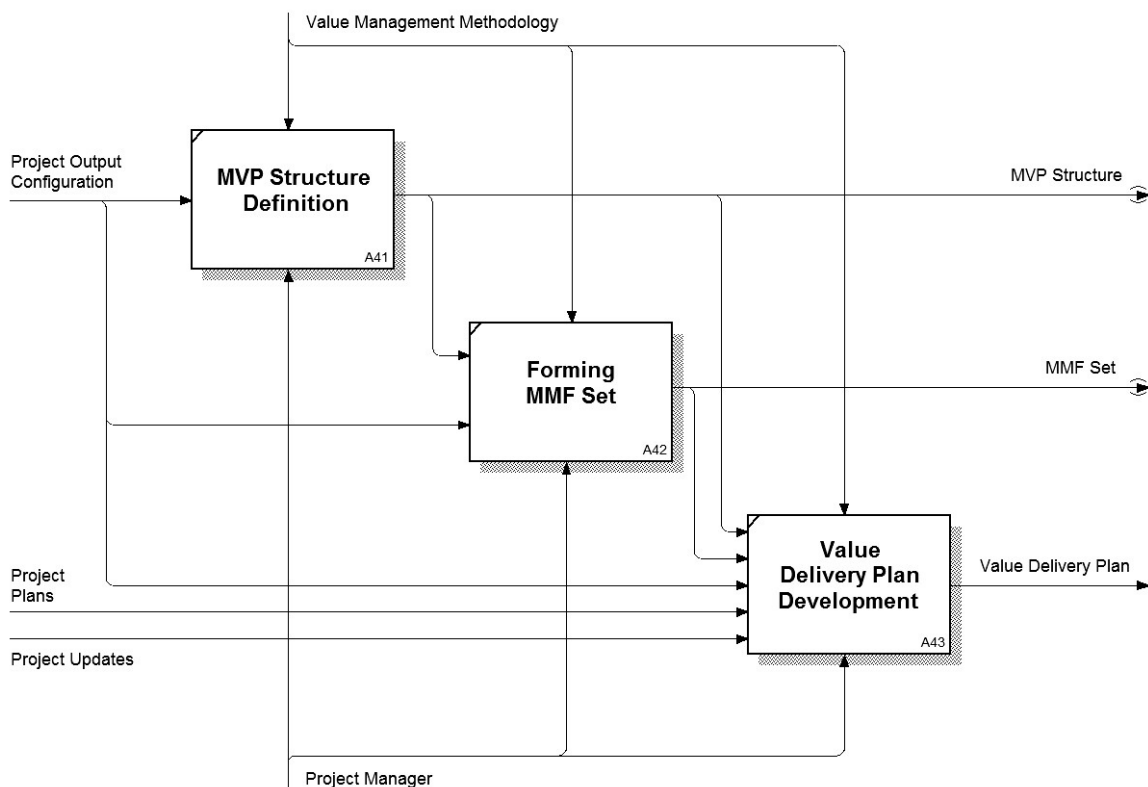 Value Management Methodology
Project Output
Configuration
MVP Structure
Definition
A41
MVP Structure
Forming
MMF Set
A42
MMF Set
Value
Delivery Plan
Development
A43
Value Delivery Plan
Project
Plans
Project Updates
Project Manager